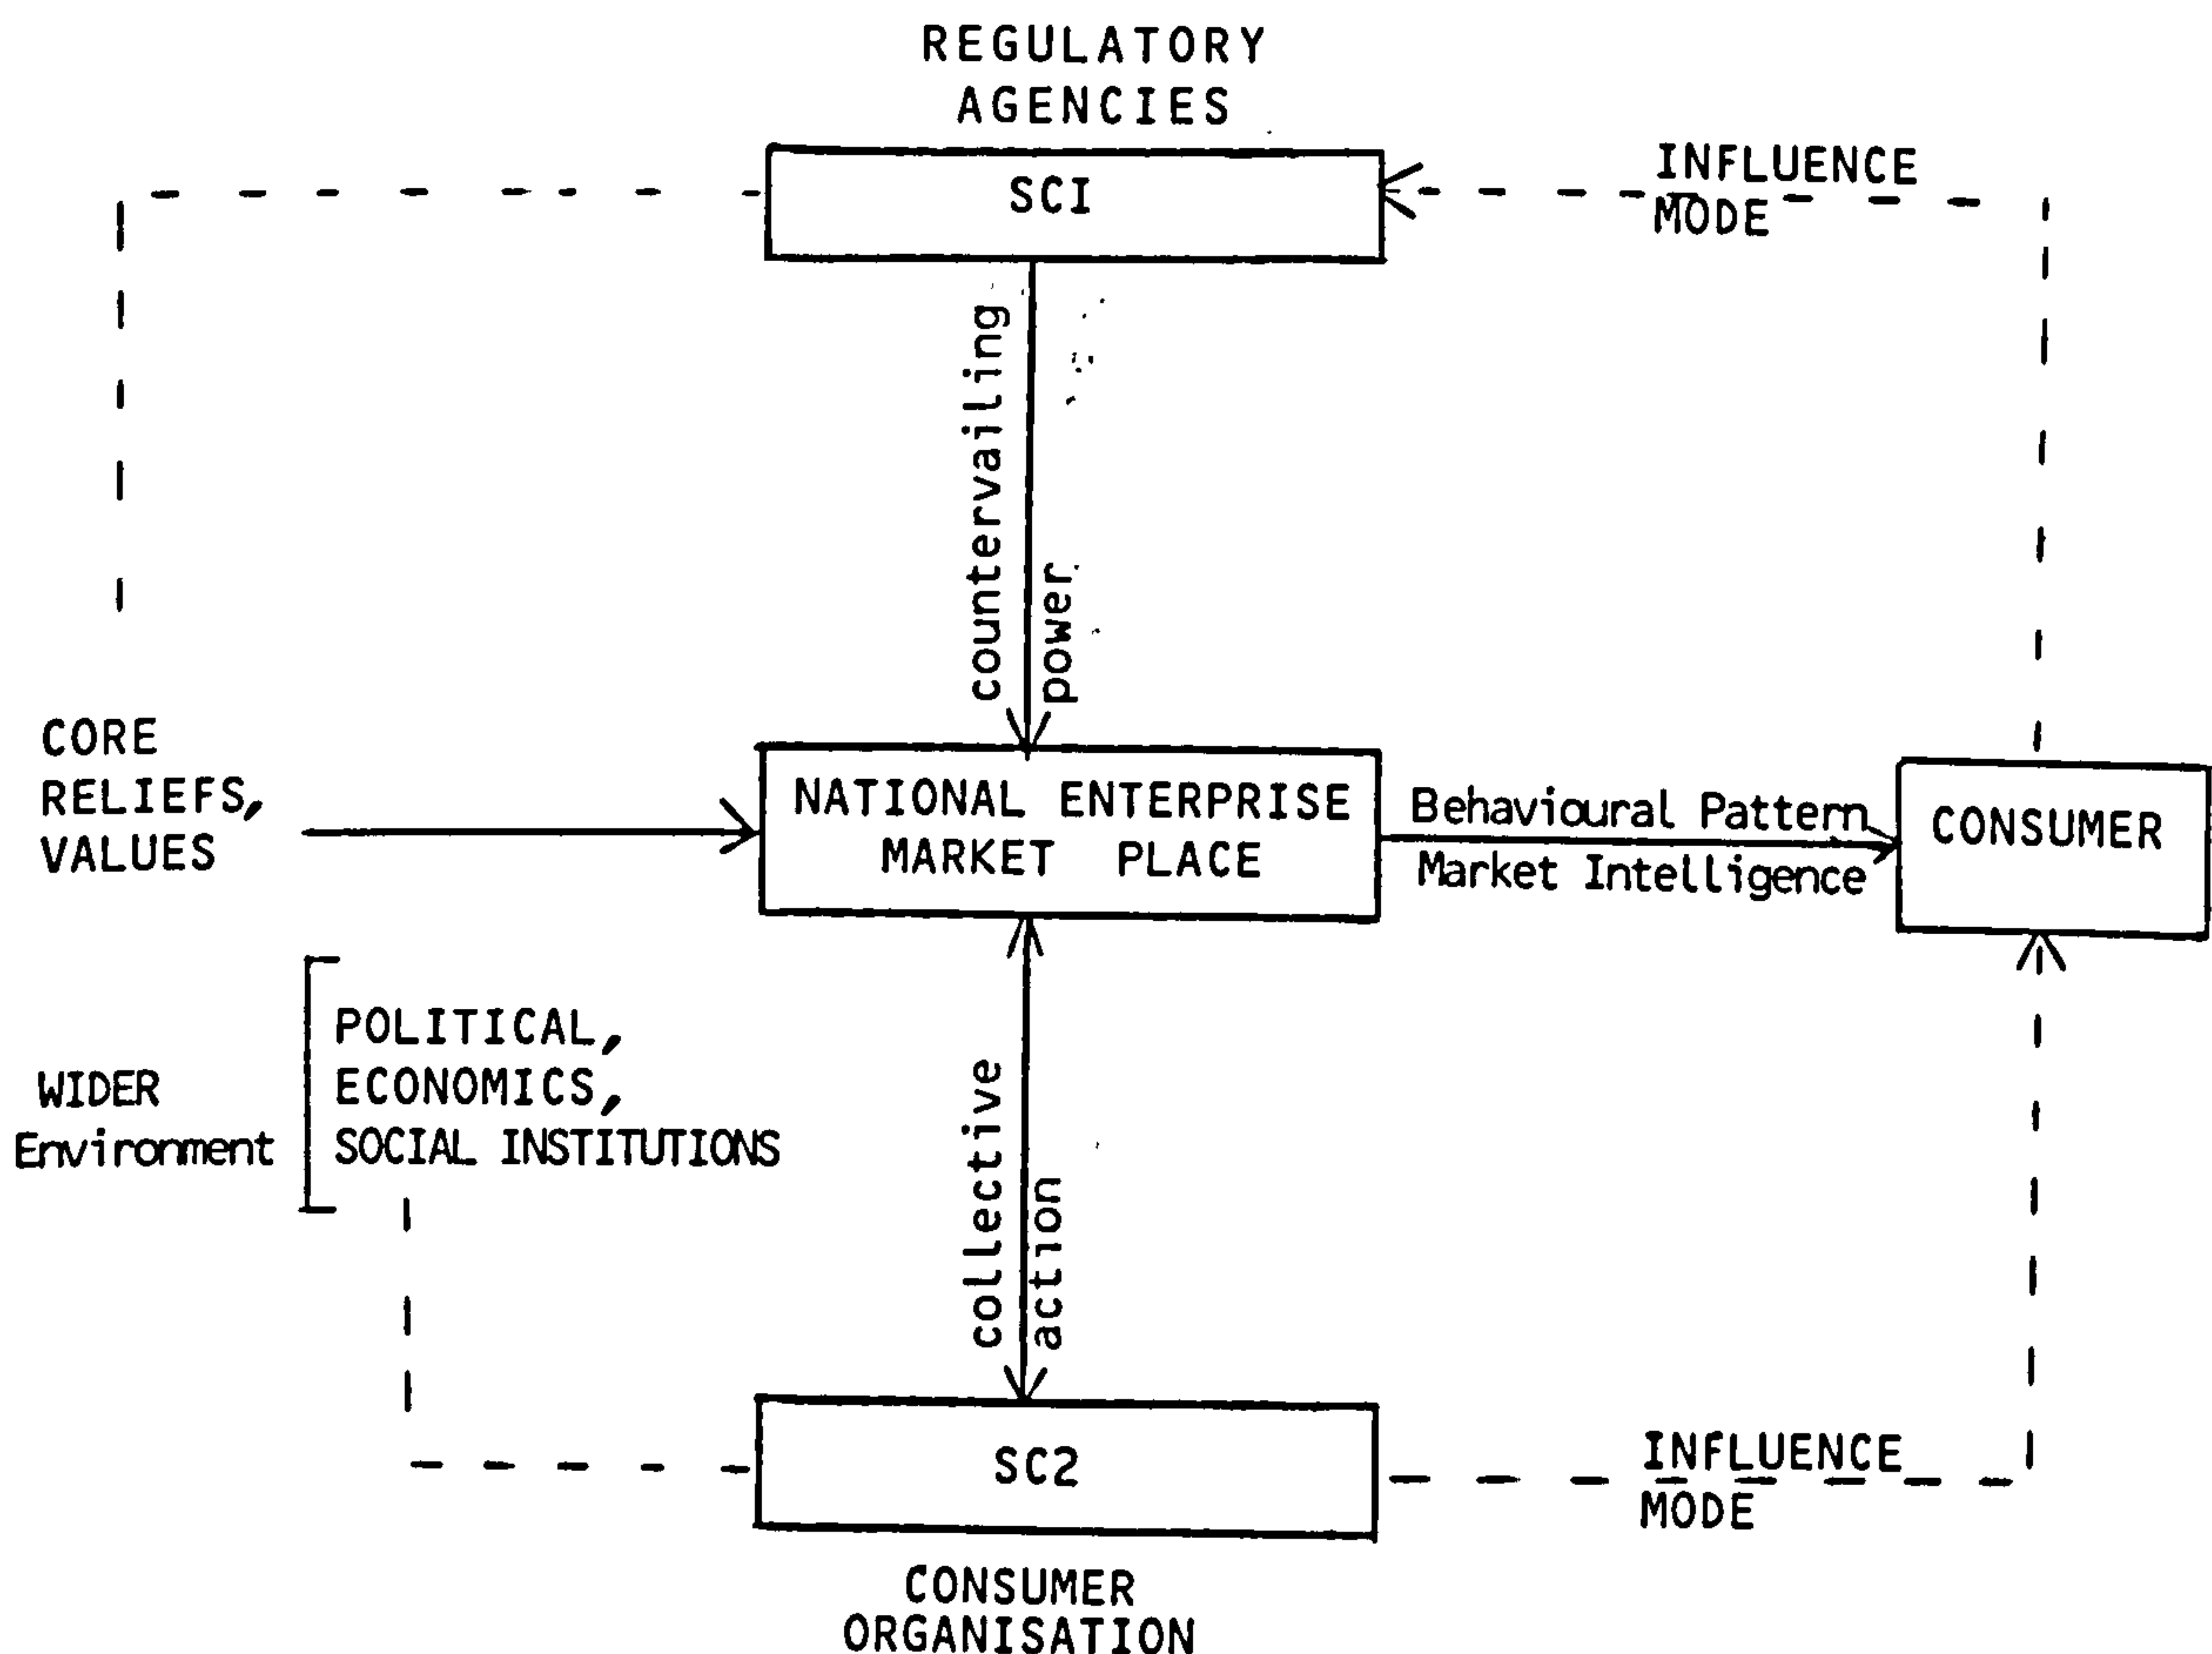 REGULATORY
AGENCIES
SCI
INFLUENCE
MODE
countervailing
power
CORE
RELIEFS,
VALUES
NATIONAL ENTERPRISE
MARKET PLACE
Behavioural Pattern
Market Intelligence
CONSUMER
WIDER
Environment
POLITICAL,
ECONOMICS,
SOCIAL INSTITUTIONS
collective
action
SC2
INFLUENCE
MODE
CONSUMER
ORGANISATION